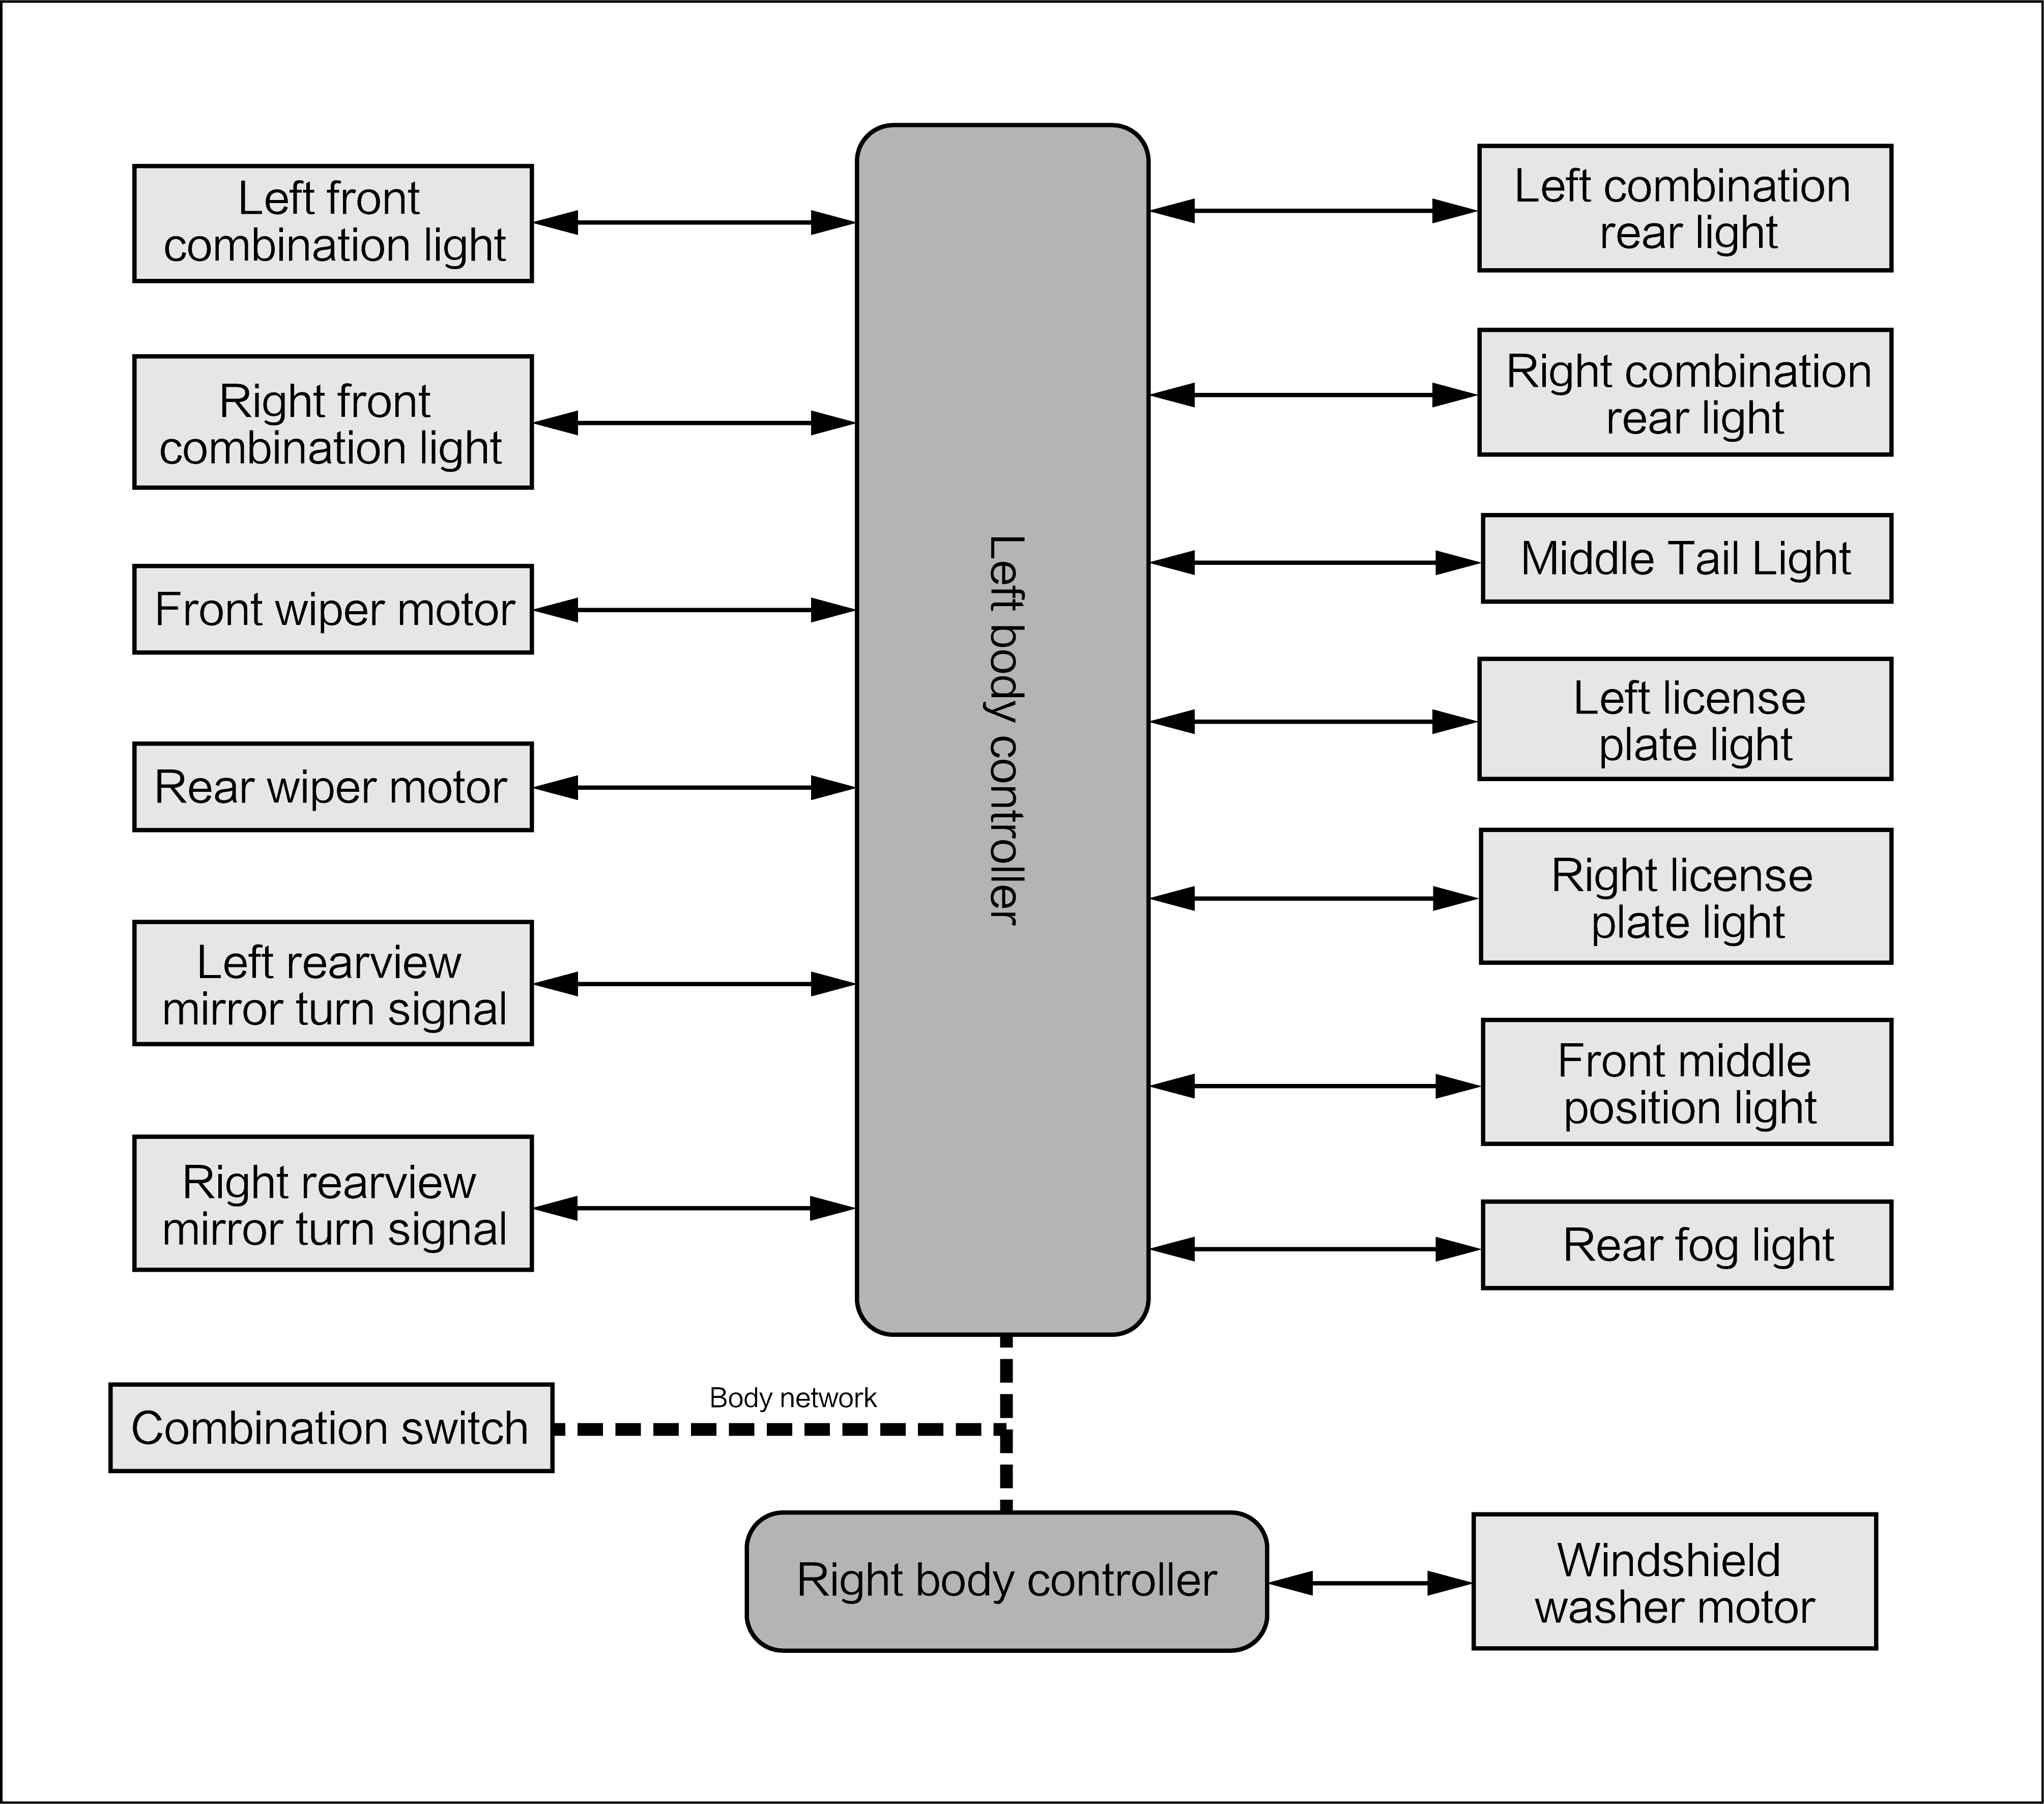 Left front
combination light
Right front
combination light
Front wiper motor
Rear wiper motor
Left rearview
mirror turn signal
Right rearview
mirror turn signal
Left body controller
Left combination
rear light
Right combination
rear light
Middle Tail Light
Left license
plate light
Right license
plate light
Front middle
position light
Rear fog light
Combination switch
Body network
Right body controller
Windshield
washer motor